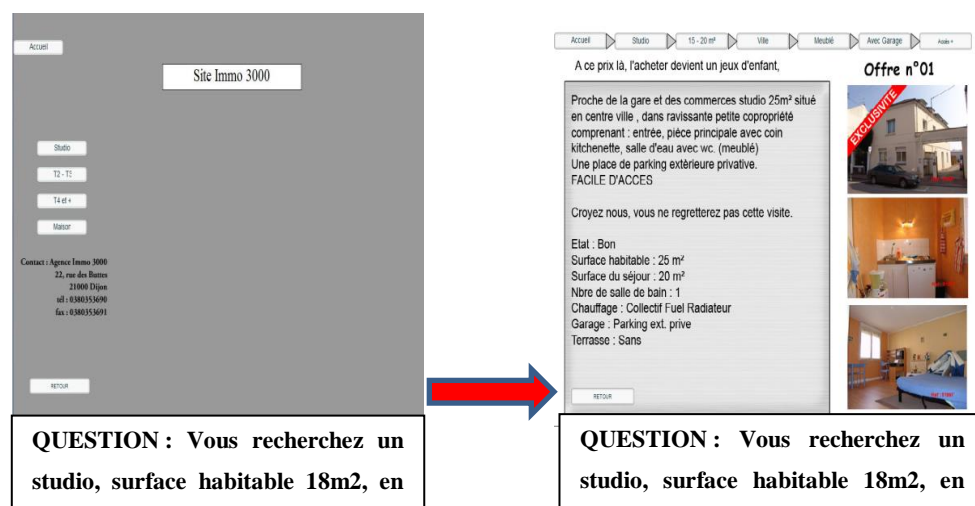 Accueil
Site Immo 3000
Studio
T2 - T3
T4 et +
Maison
Contact : Agence Immo 3000
22, rue des Buttes
21000 Dijon
tél : 0380353690
fax : 0380353691
RETOUR
QUESTION : Vous recherchez un
studio, surface habitable 18m2, en
Accueil Studio 15 - 20 m² Ville Meublé Avec Garage Accès +
A ce prix là, l'acheter devient un jeux d'enfant,
Offre n°01
EXCLUSIVITE
Proche de la gare et des commerces studio 25m² situé
en centre ville , dans ravissante petite copropriété
comprenant : entrée, pièce principale avec coin
kitchenette, salle d'eau avec wc. (meublé)
Une place de parking extèrieure privative.
FACILE D'ACCES
Croyez nous, vous ne regretterez pas cette visite.
Etat : Bon
Surface habitable : 25 m²
Surface du séjour : 20 m²
Nbre de salle de bain : 1
Chauffage : Collectif Fuel Radiateur
Garage : Parking ext. prive
Terrasse : Sans
RETOUR
QUESTION : Vous recherchez un
studio, surface habitable 18m2, en